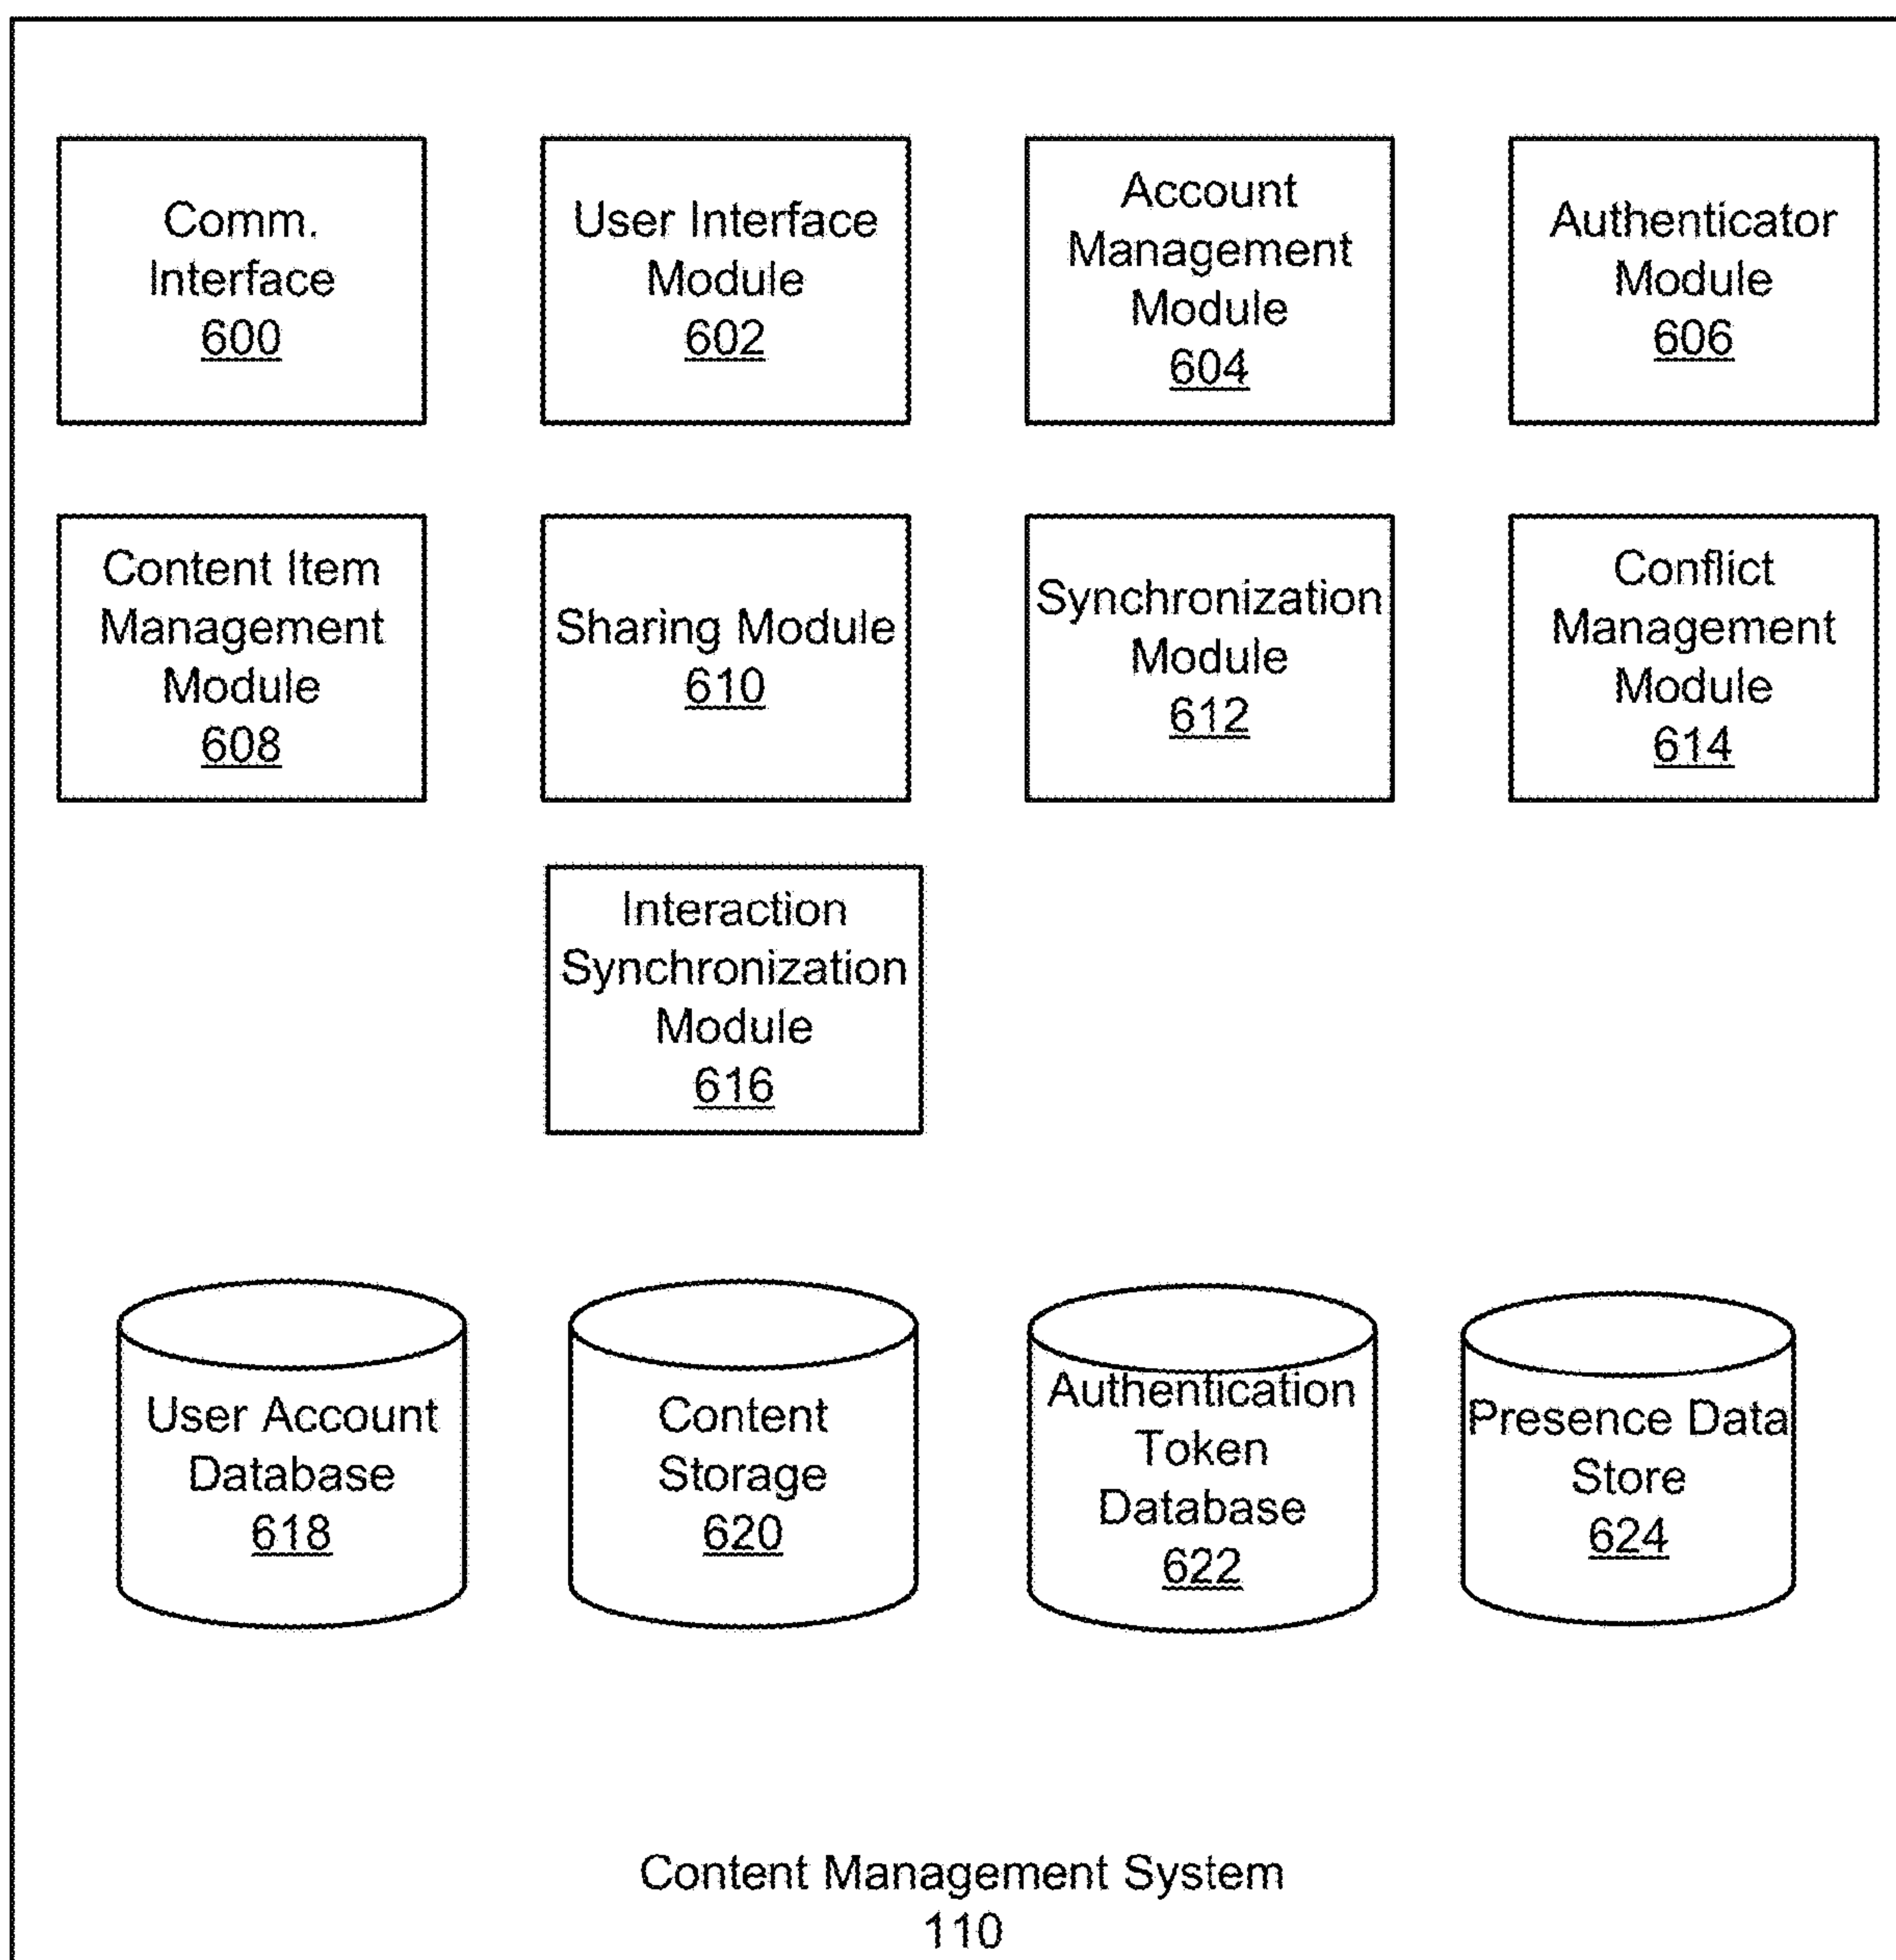 Comm.
Interface
600
User Interface
Module
602
Account
Management
Module
604
Authenticator
Module
606
Content Item
Management
Module
608
Sharing Module
610
Synchronization
Module
612
Conflict
Management
Module
614
Interaction
Synchronization
Module
616
User Account
Database
618
Content
Storage
620
Authentication
Token
Database
622
Presence Data
Store
624
Content Management System
110